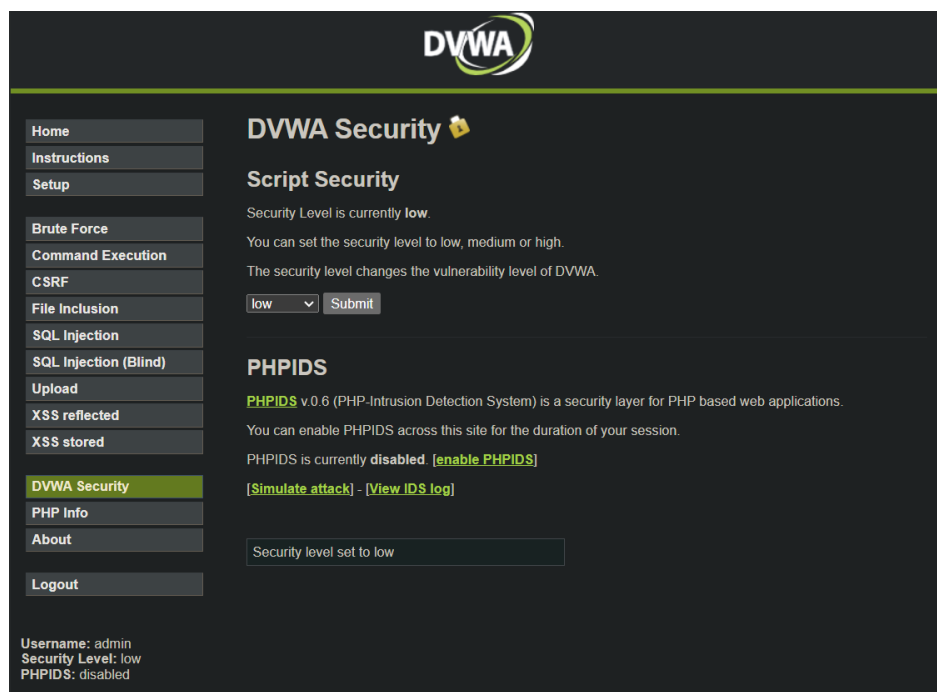 DVWA
Home
Instructions
Setup
Brute Force
Command Execution
CSRF
File Inclusion
SQL Injection
SQL Injection (Blind)
Upload
XSS reflected
XSS stored
DVWA Security
PHP Info
About
Logout
Username: admin
Security Level: low
PHPIDS: disabled
DVWA Security
Script Security
Security Level is currently low.
You can set the security level to low, medium or high.
The security level changes the vulnerability level of DVWA.
low Submit
PHPIDS
PHPIDS v.0.6 (PHP-Intrusion Detection System) is a security layer for PHP based web applications.
You can enable PHPIDS across this site for the duration of your session.
PHPIDS is currently disabled. [enable PHPIDS]
[Simulate attack] - [View IDS log]
Security level set to low